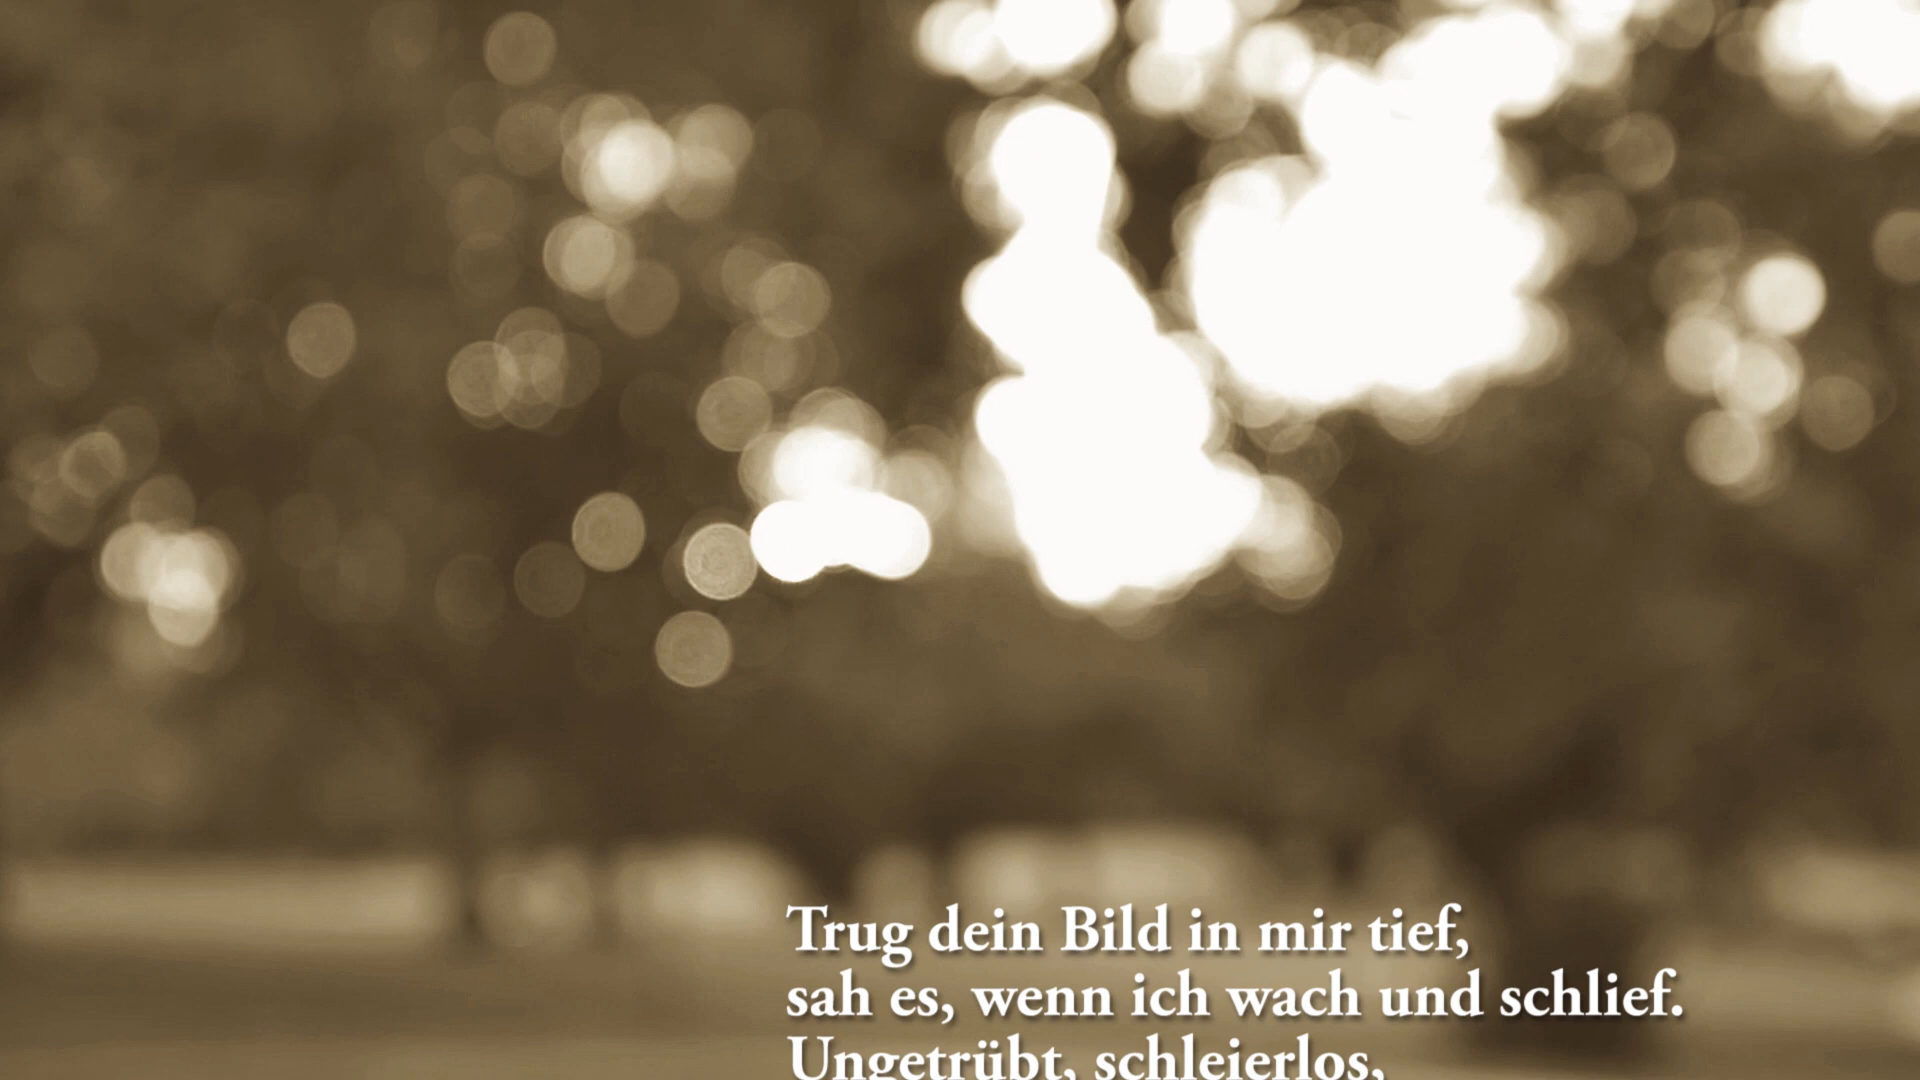 Trug dein Bild in mir tief,
sah es, wenn ich wach und schlief.
Ungetrübt, schleierlos,